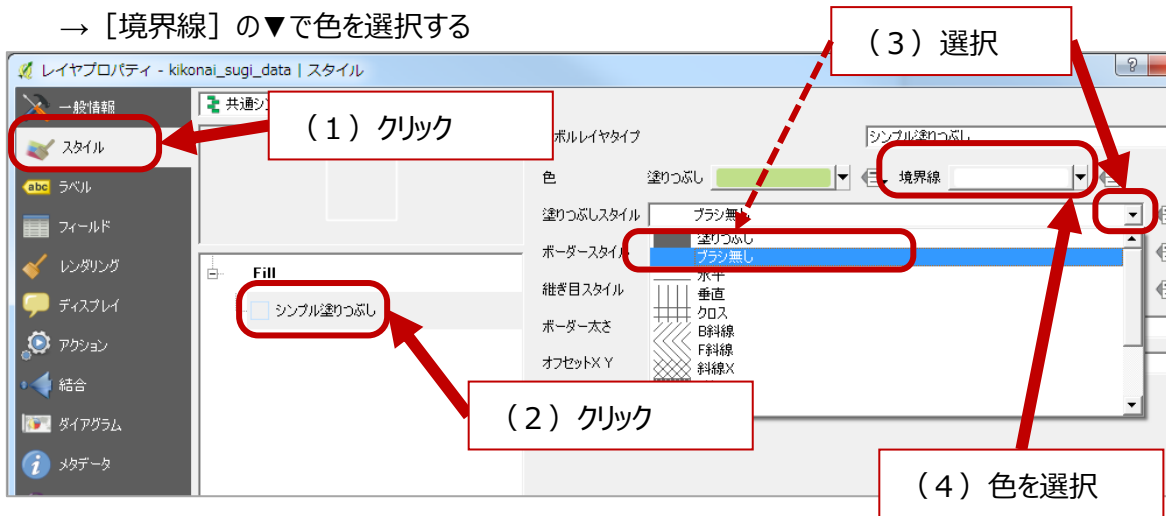 →［境界線］の▼で色を選択する
（3）選択
レイヤプロパティ - kikonai_sugi_data | スタイル
一般情報
共通シン
（1）クリック
ボルレイヤタイプ
シンプル塗りつぶし
スタイル
色
塗りつぶし
境界線
abc ラベル
塗りつぶしスタイル
ブラシ無し
フィールド
塗りつぶし
ボーダースタイル
ブラシ無し
レンダリング
Fill
水平
継ぎ目スタイル
垂直
シンプル塗りつぶし
クロス
ディスプレイ
ボーダー太さ
B斜線
F斜線
アクション
オフセットX Y
斜線X
結合
（2）クリック
ダイアグラム
メタデータ
（4）色を選択